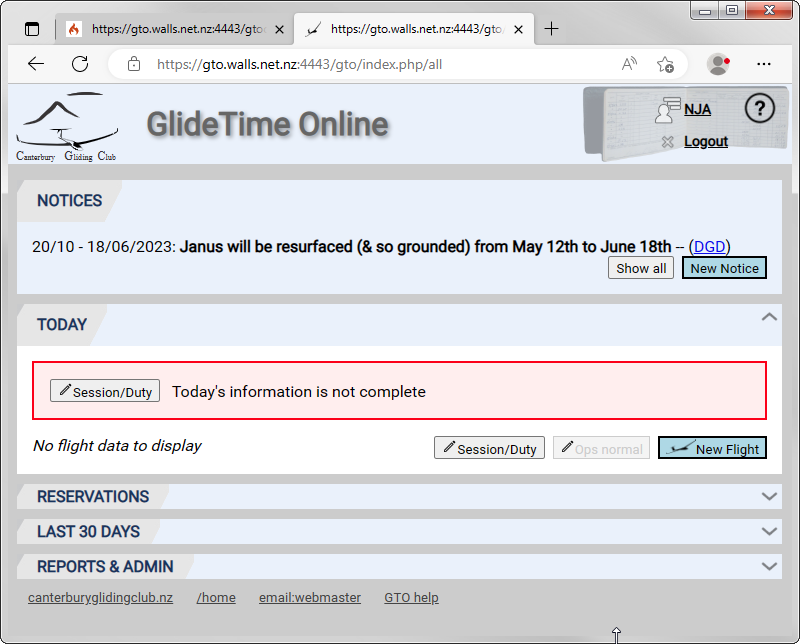 https://gto.walls.net.nz:4443/gto
https://gto.walls.net.nz:4443/gto/
https://gto.walls.net.nz:4443/gto/index.php/all
Canterbury Gliding Club
GlideTime Online
NJA
?
Logout
NOTICES
20/10 - 18/06/2023: Janus will be resurfaced (& so grounded) from May 12th to June 18th -- (DGD)
Show all
New Notice
TODAY
Session/Duty
Today's information is not complete
No flight data to display
Session/Duty
Ops normal
New Flight
RESERVATIONS
LAST 30 DAYS
REPORTS & ADMIN
canterburyglidingclub.nz /home email:webmaster GTO help